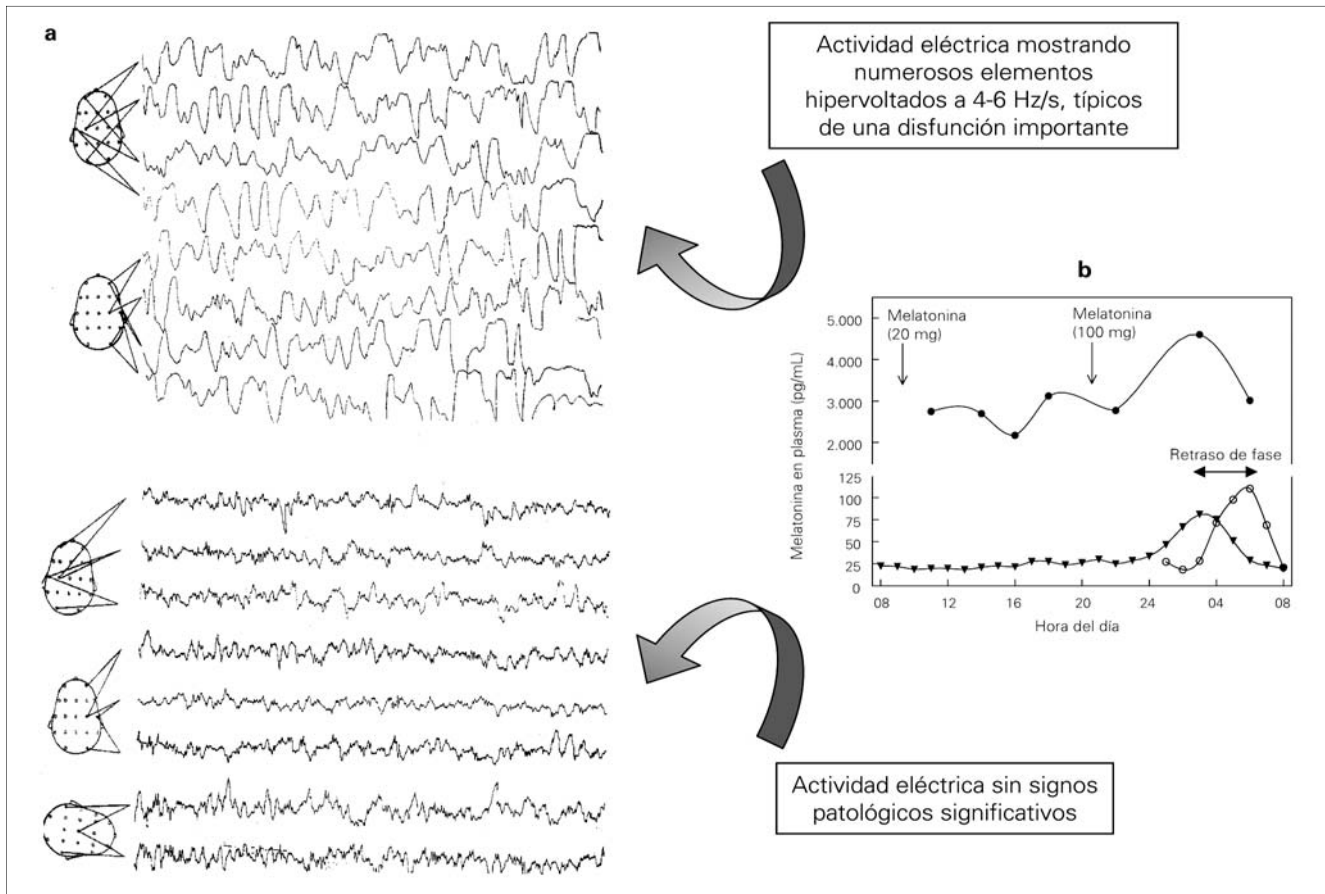 a
Actividad eléctrica mostrando
numerosos elementos
hipervoltados a 4-6 Hz/s, típicos
de una disfunción importante
b
5.000
4.000
3.000
2.000
125
100
75
50
25
0
Melatonina en plasma (pg/mL)
Melatonina
(20 mg)
Melatonina
(100 mg)
Retraso de fase
08 12 16 20 24 04 08
Hora del día
Actividad eléctrica sin signos
patológicos significativos